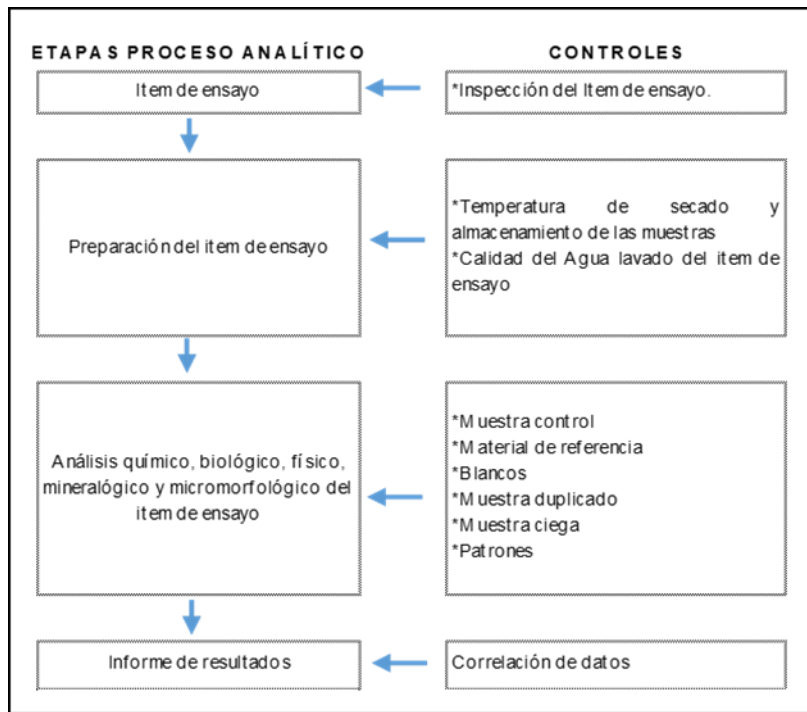 ETAPAS PROCESO ANALÍTICO
CONTROLES
Item de ensayo
*Inspección del Item de ensayo.
Preparación del item de ensayo
*Temperatura de secado y
almacenamiento de las muestras
*Calidad del Agua lavado del item de
ensayo
Análisis químico, biológico, físico,
mineralógico y micromorfológico del
item de ensayo
*Muestra control
*Material de referencia
*Blancos
*Muestra duplicado
*Muestra ciega
*Patrones
Informe de resultados
Correlación de datos